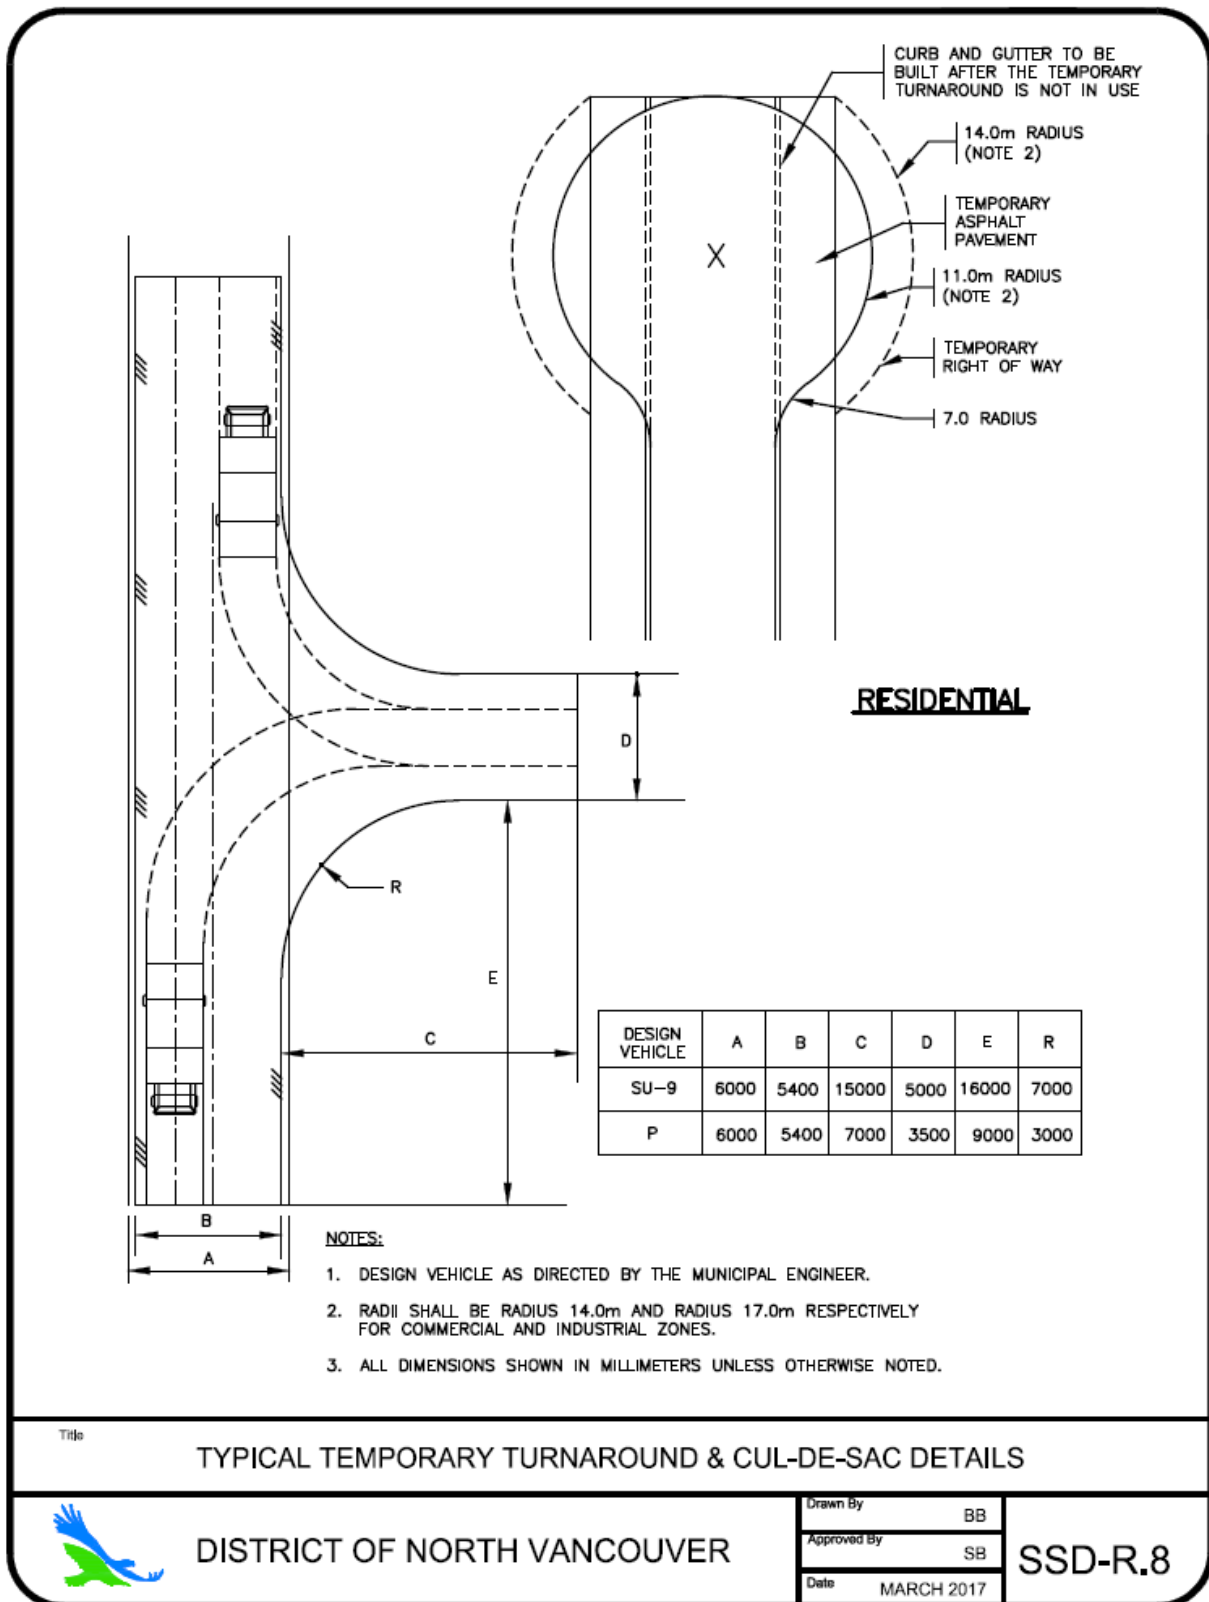 CURB AND GUTTER TO BE
BUILT AFTER THE TEMPORARY
TURNAROUND IS NOT IN USE
14.0m RADIUS
(NOTE 2)
TEMPORARY
ASPHALT
PAVEMENT
X
11.0m RADIUS
(NOTE 2)
TEMPORARY
RIGHT OF WAY
7.0 RADIUS
RESIDENTIAL
D
R
E
C
DESIGN VEHICLE A B C D E R
SU-9 6000 5400 15000 5000 16000 7000
P 6000 5400 7000 3500 9000 3000
B
A
NOTES:
1. DESIGN VEHICLE AS DIRECTED BY THE MUNICIPAL ENGINEER.
2. RADII SHALL BE RADIUS 14.0m AND RADIUS 17.0m RESPECTIVELY
FOR COMMERCIAL AND INDUSTRIAL ZONES.
3. ALL DIMENSIONS SHOWN IN MILLIMETERS UNLESS OTHERWISE NOTED.
Title
TYPICAL TEMPORARY TURNAROUND & CUL-DE-SAC DETAILS
DISTRICT OF NORTH VANCOUVER
Drawn By
BB
Approved By
SB
Date
MARCH 2017
SSD-R.8